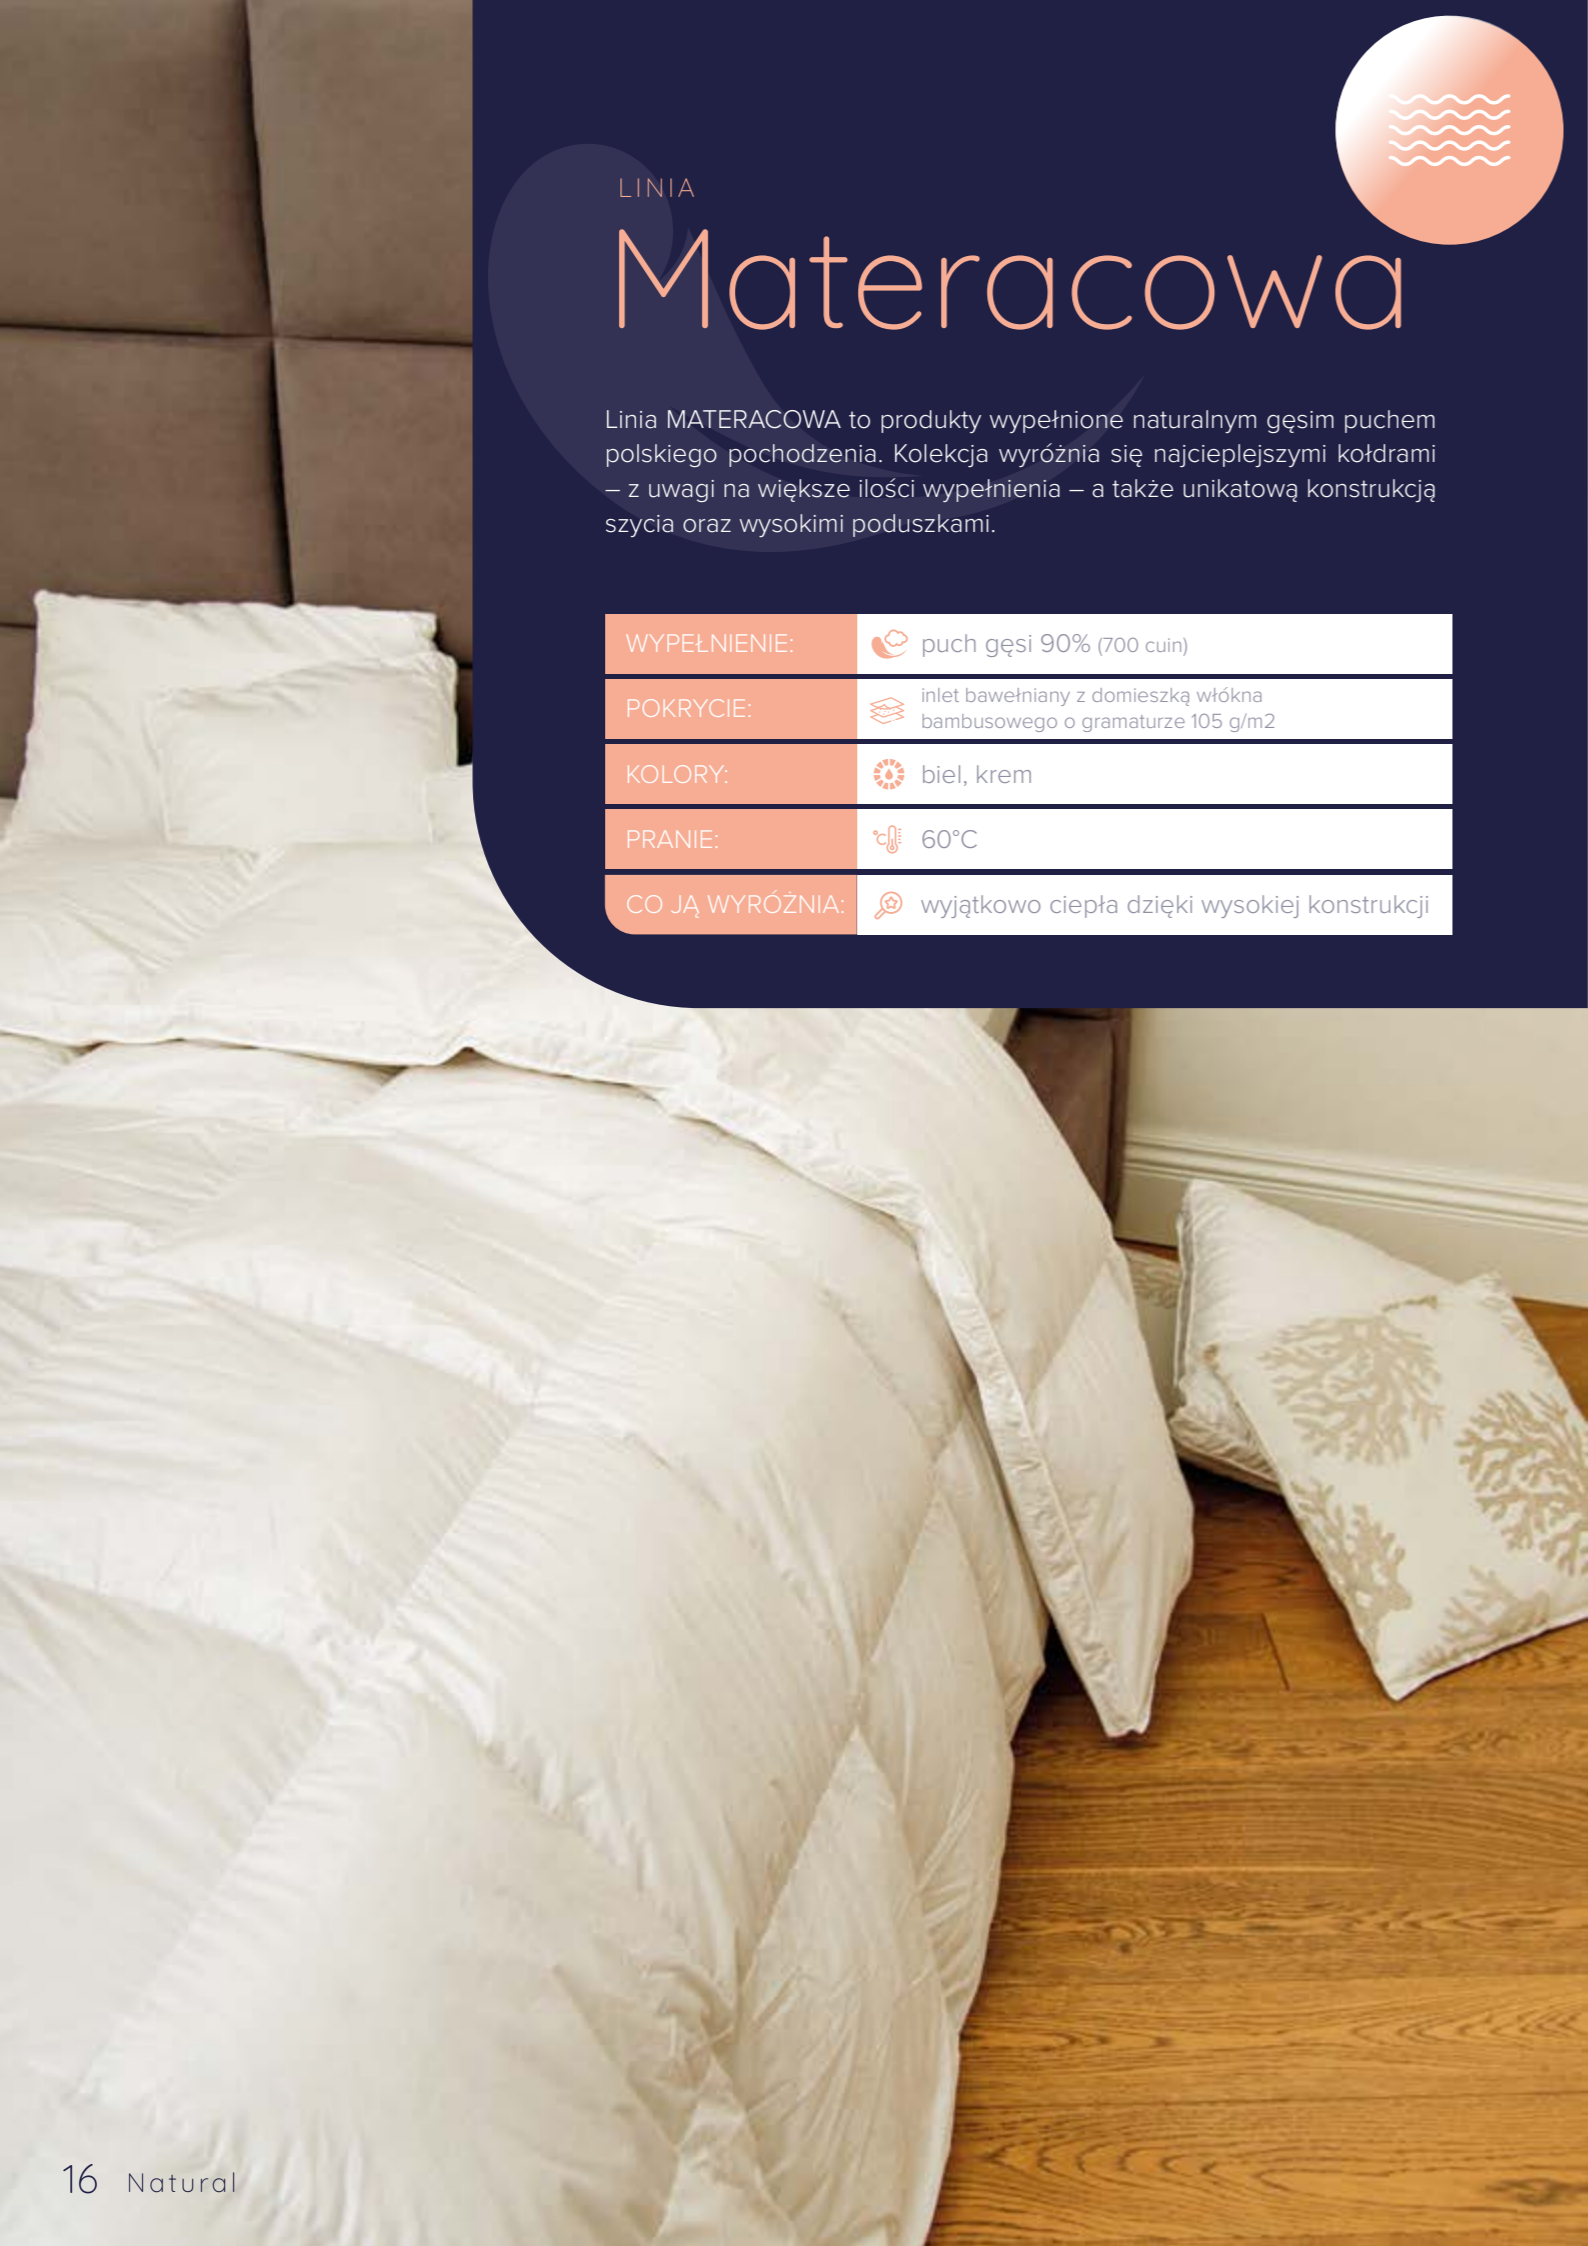 LINIA
Materacowa
Linia MATERACOWA to produkty wypełnione naturalnym gęsim puchem
polskiego pochodzenia. Kolekcja wyróżnia się najcieplejszymi kołdrami
– z uwagi na większe ilości wypełnienia – a także unikatową konstrukcją
szycia oraz wysokimi poduszkami.
WYPEŁNIENIE: puch gęsi 90% (700 cuin)
POKRYCIE: inlet bawełniany z domieszką włókna
bambusowego o gramaturze 105 g/m2
KOLORY: biel, krem
PRANIE: 60°C
CO JĄ WYRÓŻNIA: wyjątkowo ciepła dzięki wysokiej konstrukcji
16 Natural